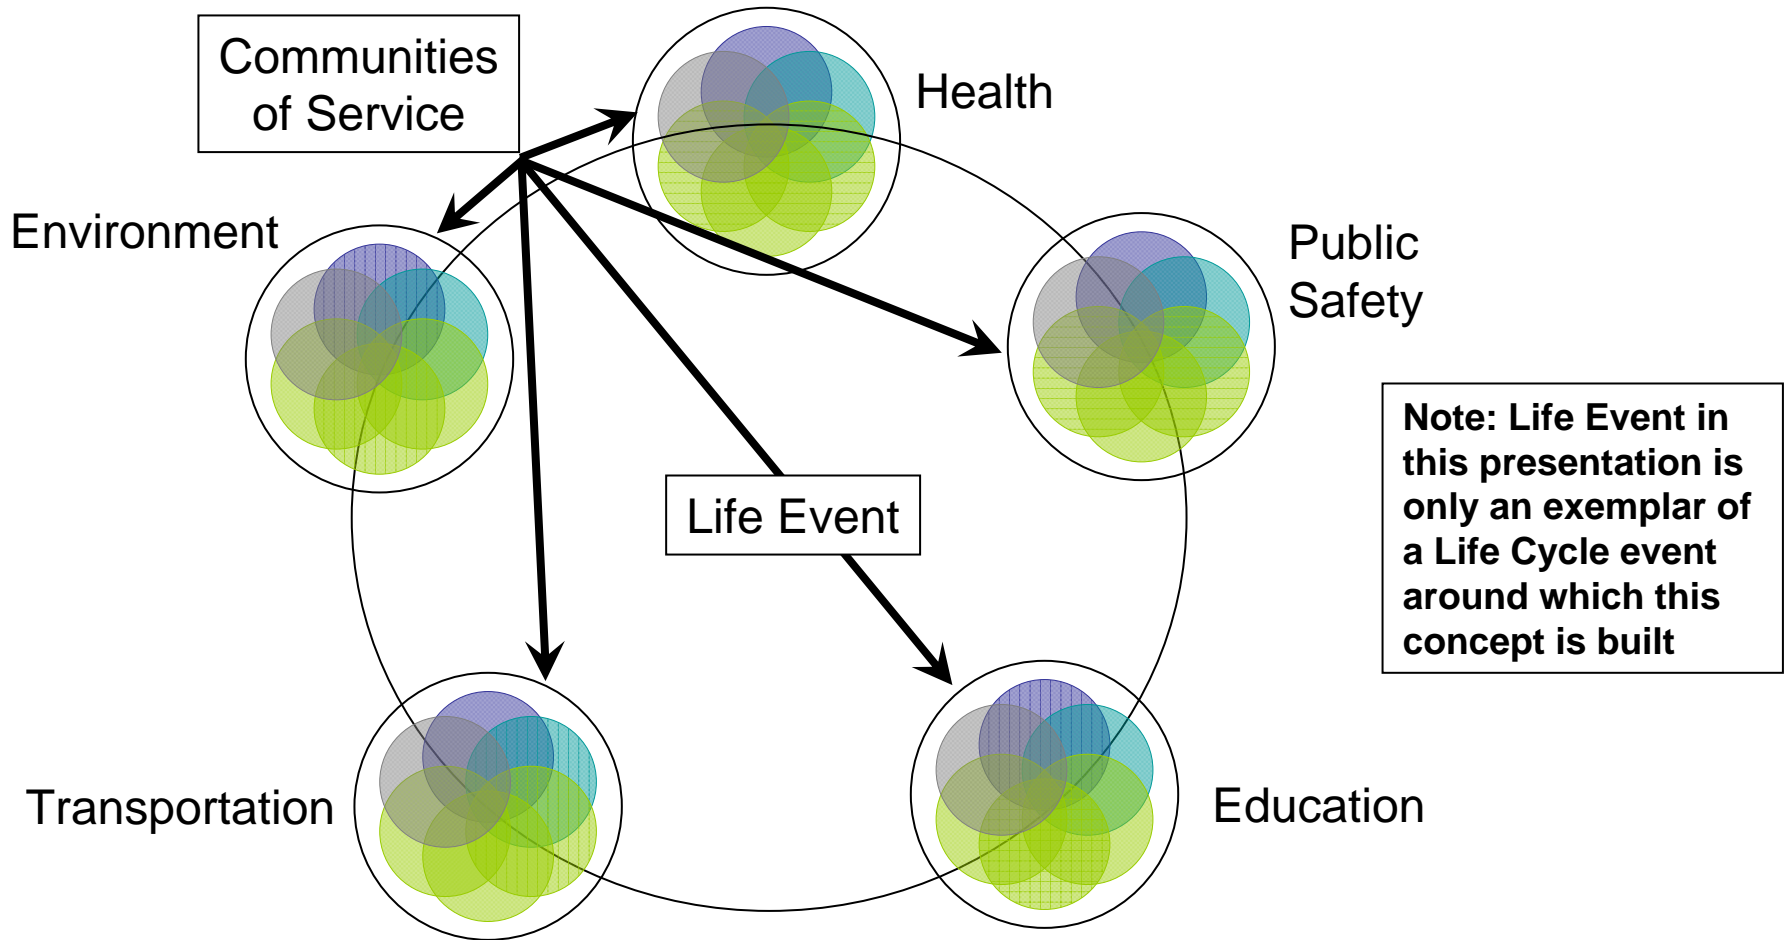 Communities
of Service
Health
Environment
Public
Safety
Life Event
Note: Life Event in
this presentation is
only an exemplar of
a Life Cycle event
around which this
concept is built
Transportation
Education